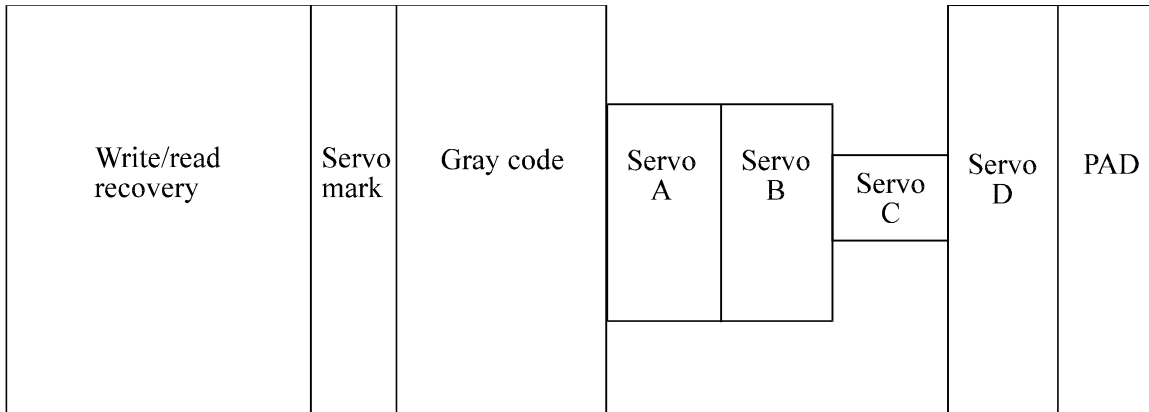 Write/read
recovery
Servo
mark
Gray code
Servo
A
Servo
B
Servo
C
Servo
D
PAD